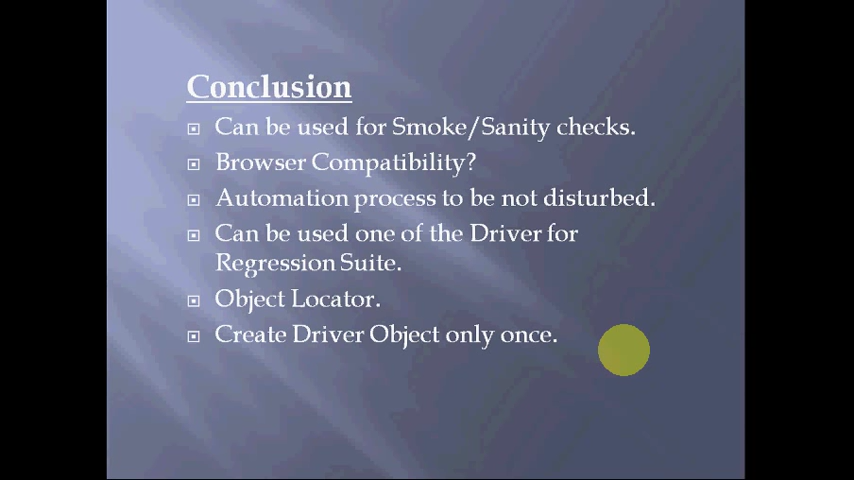 Conclusion
Can be used for Smoke/Sanity checks.
Browser Compatibility?
Automation process to be not disturbed.
Can be used one of the Driver for
Regression Suite.
Object Locator.
Create Driver Object only once.